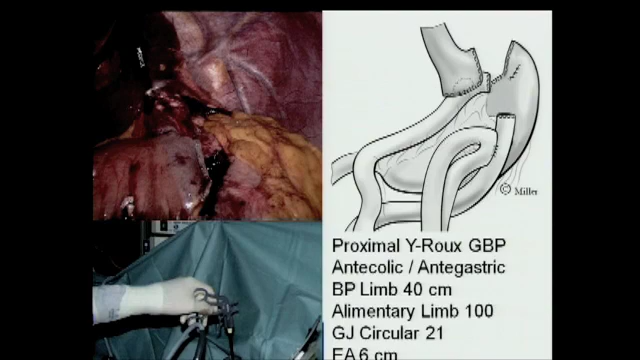 © Miller
Proximal Y-Roux GBP
Antecolic / Antegastric
BP Limb 40 cm
Alimentary Limb 100
GJ Circular 21
EA 6 cm